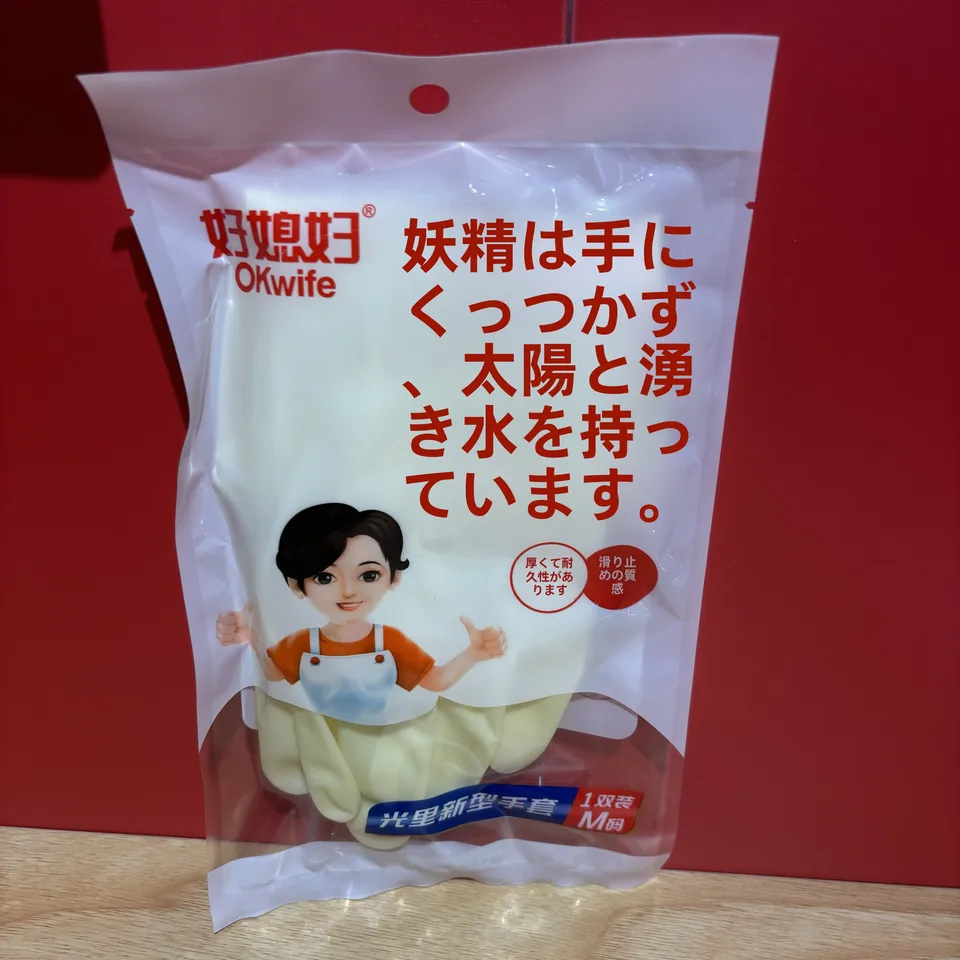 好媳妇®
OKwife
妖精は手に
くっつかず
、太陽と湧
き水を持っ
ています。
厚くて耐
久性があ
ります
滑り止
めの質
感
光里新型手套
1双装
M码